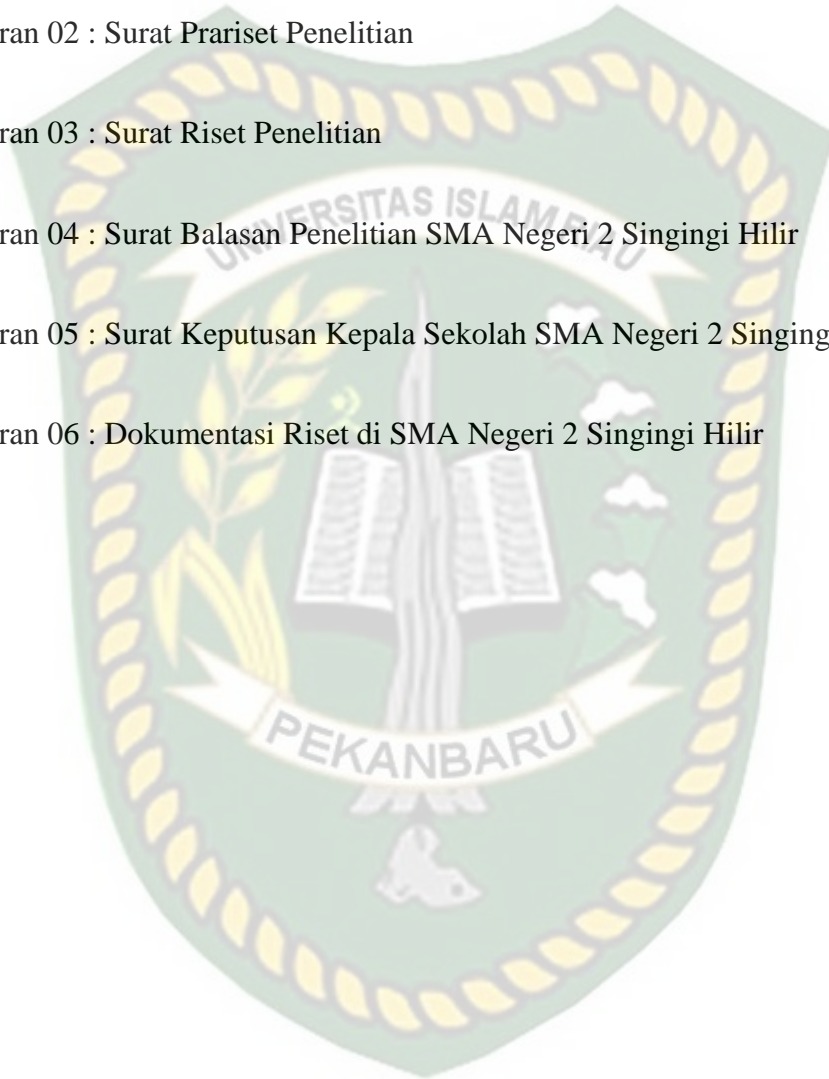 ran 02 : Surat Prariset Penelitian
ran 03 : Surat Riset Penelitian
UNIVERSITAS ISLAM RIAU
ran 04 : Surat Balasan Penelitian SMA Negeri 2 Singingi Hilir
ran 05 : Surat Keputusan Kepala Sekolah SMA Negeri 2 Singing
ran 06 : Dokumentasi Riset di SMA Negeri 2 Singingi Hilir
PEKANBARU